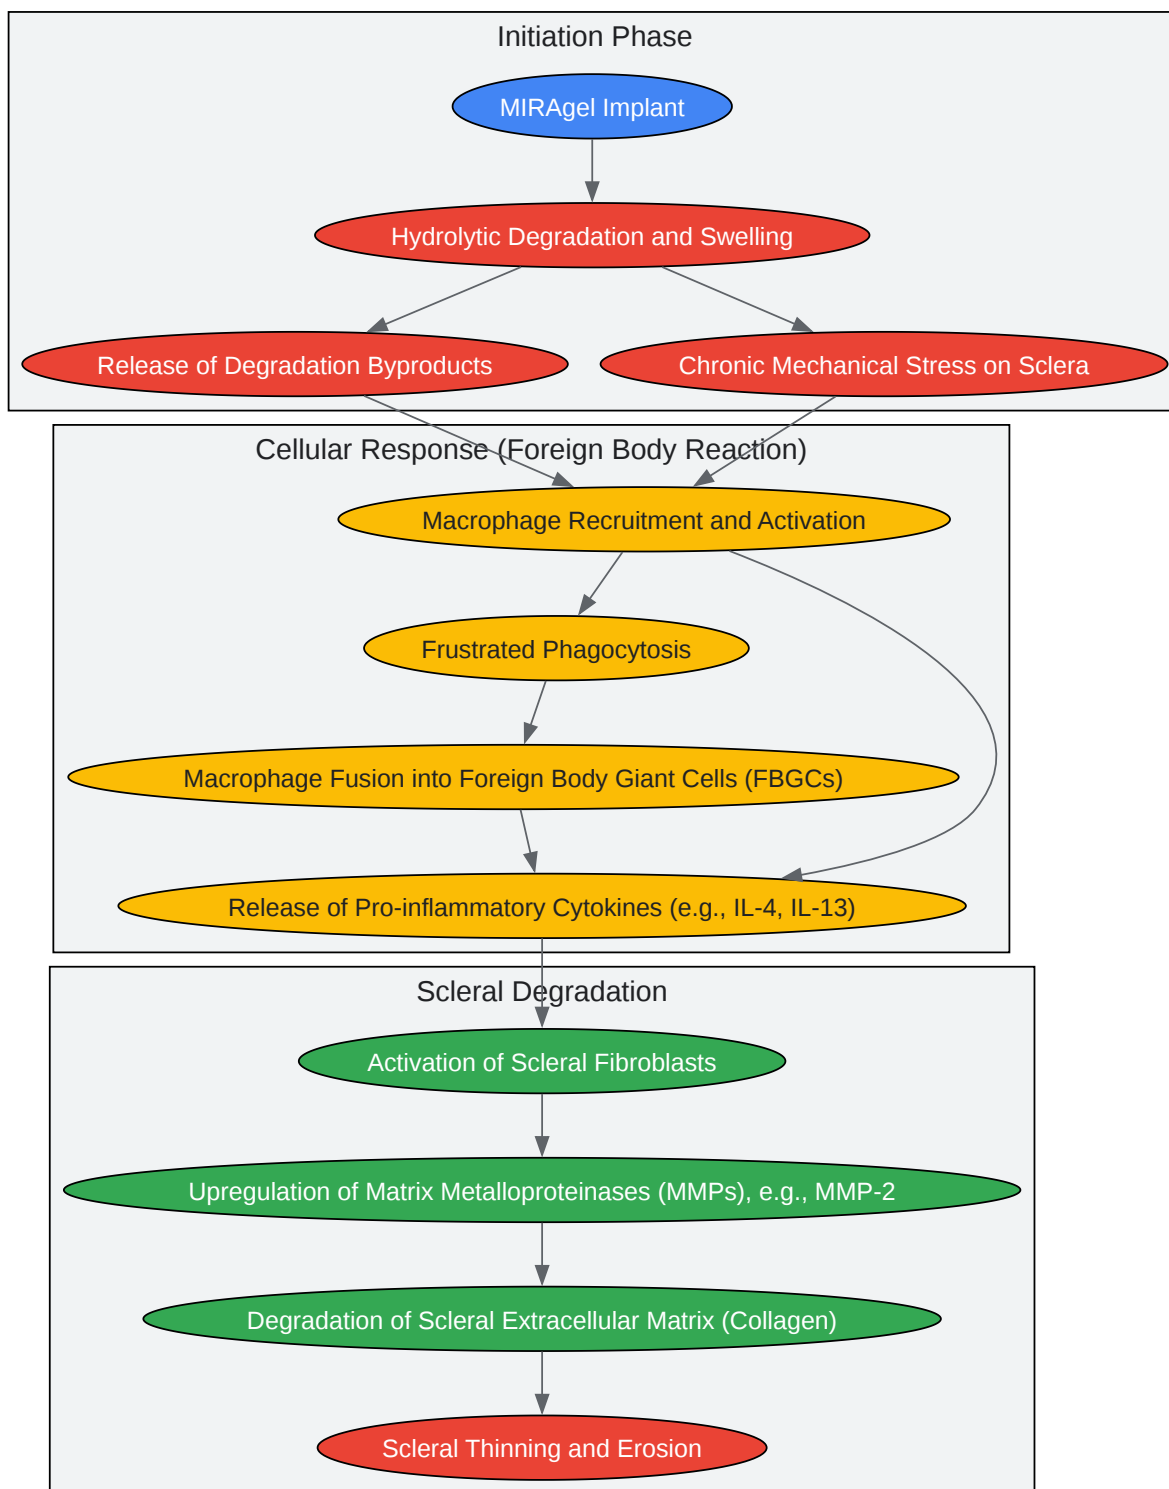 Initiation Phase
MIRAgel Implant
Hydrolytic Degradation and Swelling
Release of Degradation Byproducts
Chronic Mechanical Stress on Sclera
Cellular Response (Foreign Body Reaction)
Macrophage Recruitment and Activation
Frustrated Phagocytosis
Macrophage Fusion into Foreign Body Giant Cells (FBGCs)
Release of Pro-inflammatory Cytokines (e.g., IL-4, IL-13)
Scleral Degradation
Activation of Scleral Fibroblasts
Upregulation of Matrix Metalloproteinases (MMPs), e.g., MMP-2
Degradation of Scleral Extracellular Matrix (Collagen)
Scleral Thinning and Erosion